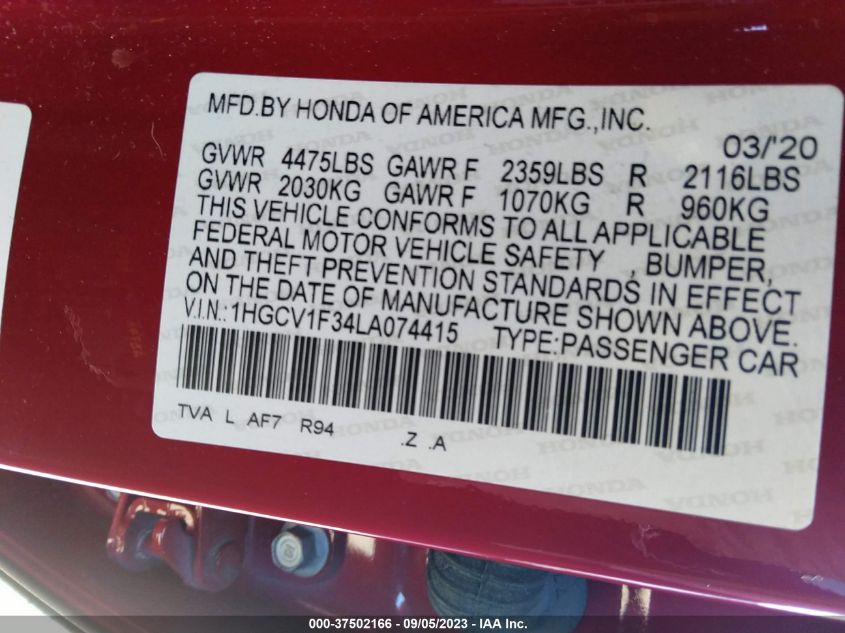 MFD.BY HONDA OF AMERICA MFG.,INC.
03/'20
GVWR 4475LBS GAWR F 2359LBS R 2116LBS
GVWR 2030KG GAWR F 1070KG R 960KG
THIS VEHICLE CONFORMS TO ALL APPLICABLE
FEDERAL MOTOR VEHICLE SAFETY , BUMPER,
AND THEFT PREVENTION STANDARDS IN EFFECT
ON THE DATE OF MANUFACTURE SHOWN ABOVE.
V.I.N.:1HGCV1F34LA074415 TYPE:PASSENGER CAR
TVA L AF7 R94 .Z .A
000-37502166 - 09/05/2023 - IAA Inc.